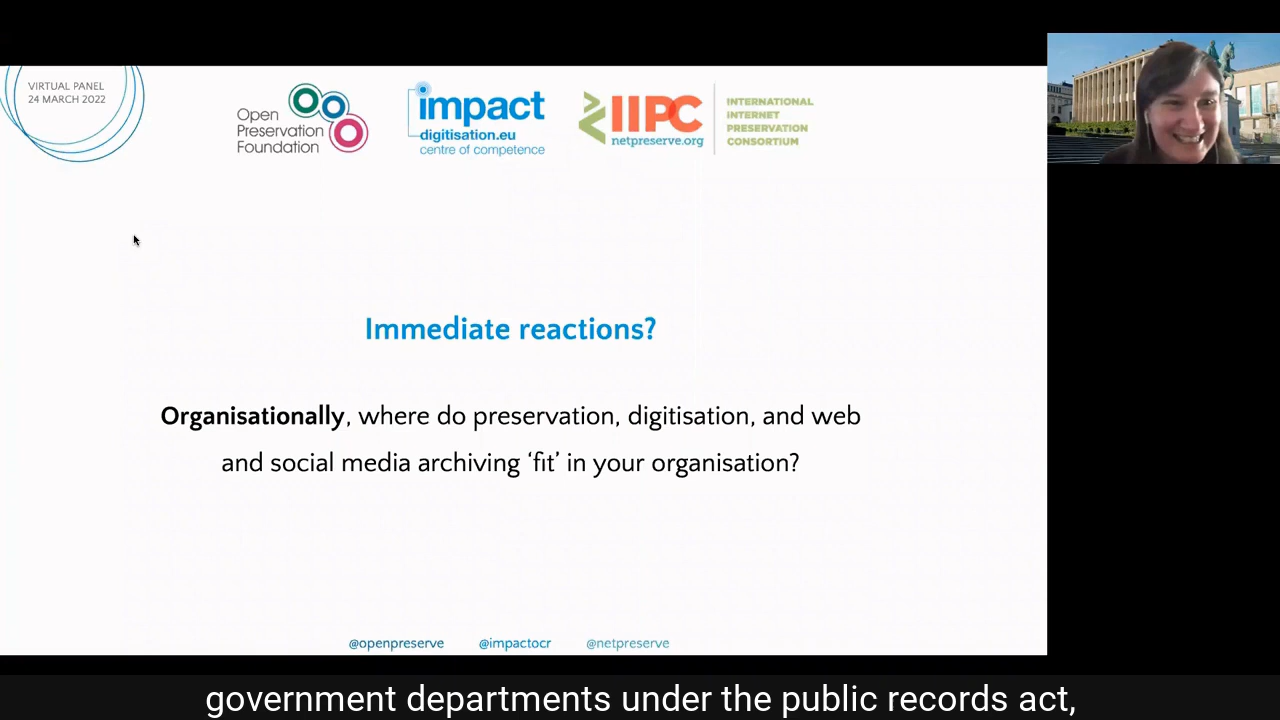 VIRTUAL PANEL
24 MARCH 2022
Open
Preservation
Foundation
impact
digitisation.eu
centre of competence
IIPC
netpreserve.org
INTERNATIONAL
INTERNET
PRESERVATION
CONSORTIUM
Immediate reactions?
Organisationally, where do preservation, digitisation, and web
and social media archiving ‘fit’ in your organisation?
@openpreserve @impactocr @netpreserve
government departments under the public records act,